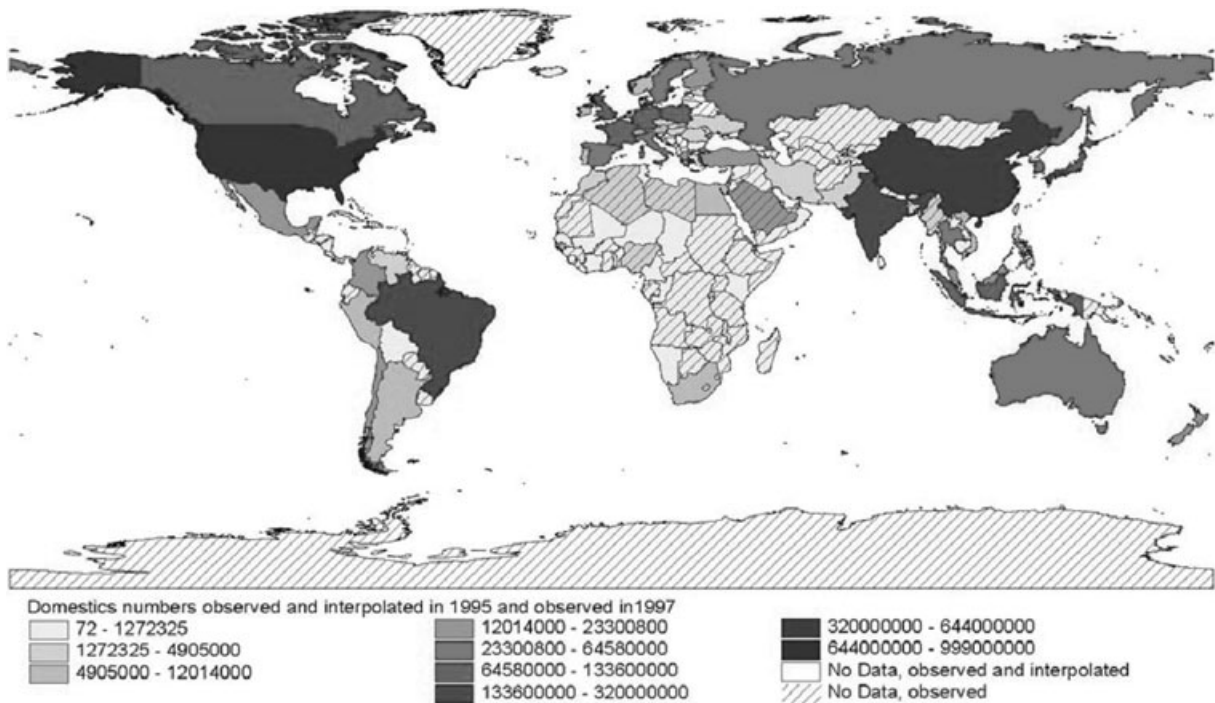 Domestics numbers observed and interpolated in 1995 and observed in1997
72 - 1272325
1272325 - 4905000
4905000 - 12014000
12014000 - 23300800
23300800 - 64580000
64580000 - 133600000
133600000 - 320000000
320000000 - 644000000
644000000 - 999000000
No Data, observed and interpolated
No Data, observed